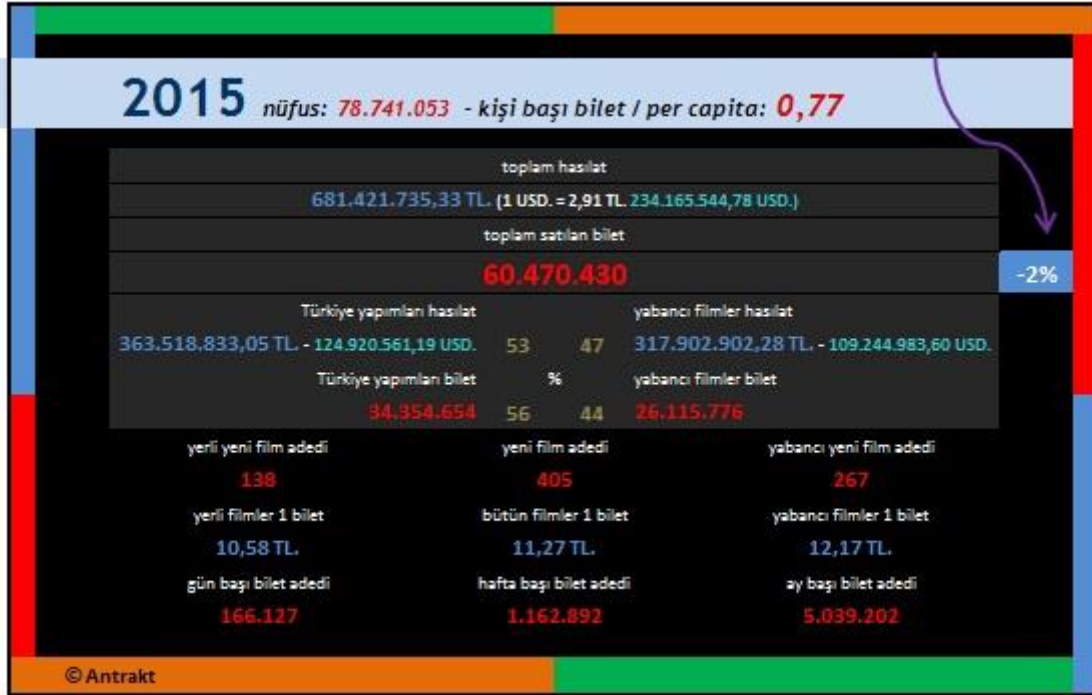 2015 nüfus: 78.741.053 - kişi başı bilet / per capita: 0,77
toplam hasılat
681.421.735,33 TL. (1 USD. = 2,91 TL. 234.165.544,78 USD.)
toplam satılan bilet
60.470.430
-2%
Türkiye yapımları hasılat yabancı filmler hasılat
363.518.833,05 TL. - 124.920.561,19 USD. 53 47 317.902.902,28 TL. - 109.244.983,60 USD.
Türkiye yapımları bilet % yabancı filmler bilet
34.354.654 56 44 26.115.776
yerli yeni film adedi yeni film adedi yabancı yeni film adedi
138 405 267
yerli filmler 1 bilet bütün filmler 1 bilet yabancı filmler 1 bilet
10,58 TL. 11,27 TL. 12,17 TL.
gün başı bilet adedi hafta başı bilet adedi ay başı bilet adedi
166.127 1.162.892 5.039.202
© Antrakt